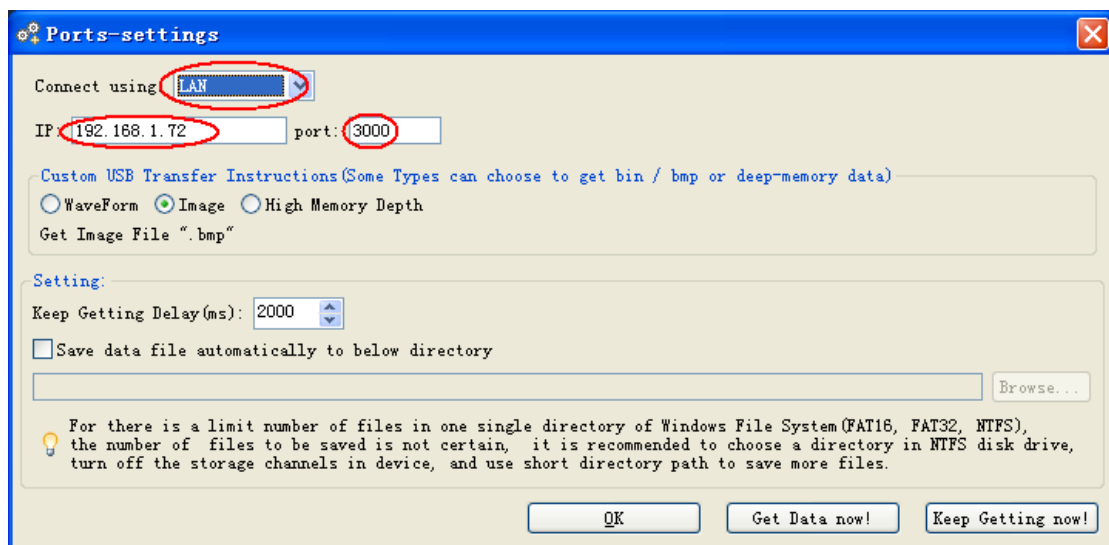 Ports-settings
Connect using LAN
IP: 192.168.1.72 port: 3000
Custom USB Transfer Instructions(Some Types can choose to get bin / bmp or deep-memory data)
WaveForm Image High Memory Depth
Get Image File ".bmp"
Setting:
Keep Getting Delay(ms): 2000
Save data file automatically to below directory
Browse...
For there is a limit number of files in one single directory of Windows File System(FAT16, FAT32, NTFS),
the number of files to be saved is not certain, it is recommended to choose a directory in NTFS disk drive,
turn off the storage channels in device, and use short directory path to save more files.
OK Get Data now! Keep Getting now!